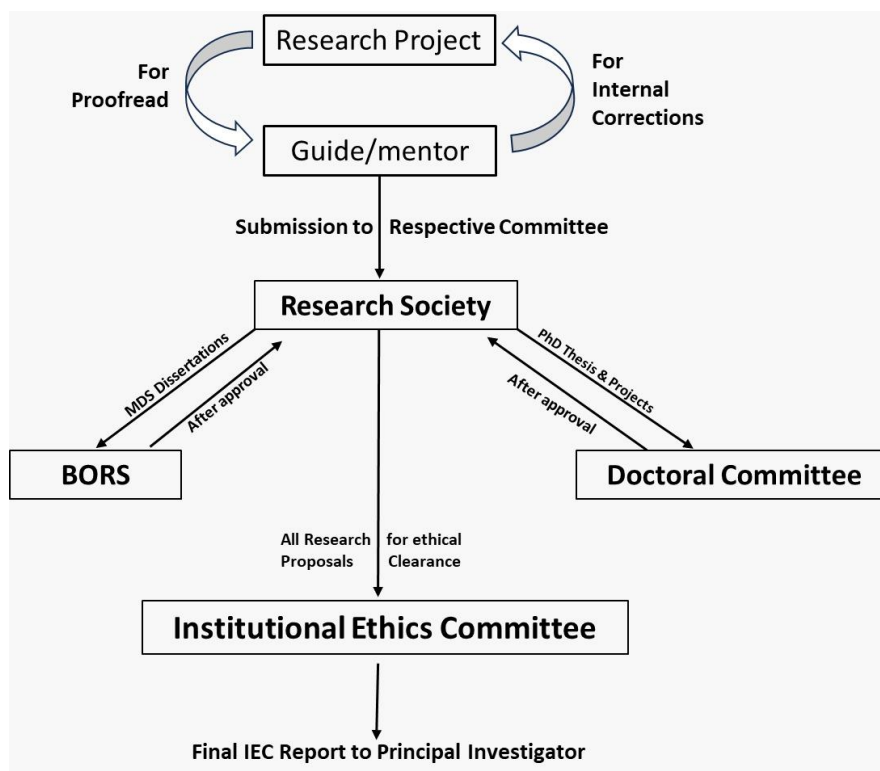 Research Project
For
Proofread
For
Internal
Corrections
Guide/mentor
Submission to Respective Committee
Research Society
MDS Dissertations
After approval
PhD Thesis & Projects
After approval
BORS
Doctoral Committee
All Research for ethical
Proposals Clearance
Institutional Ethics Committee
Final IEC Report to Principal Investigator